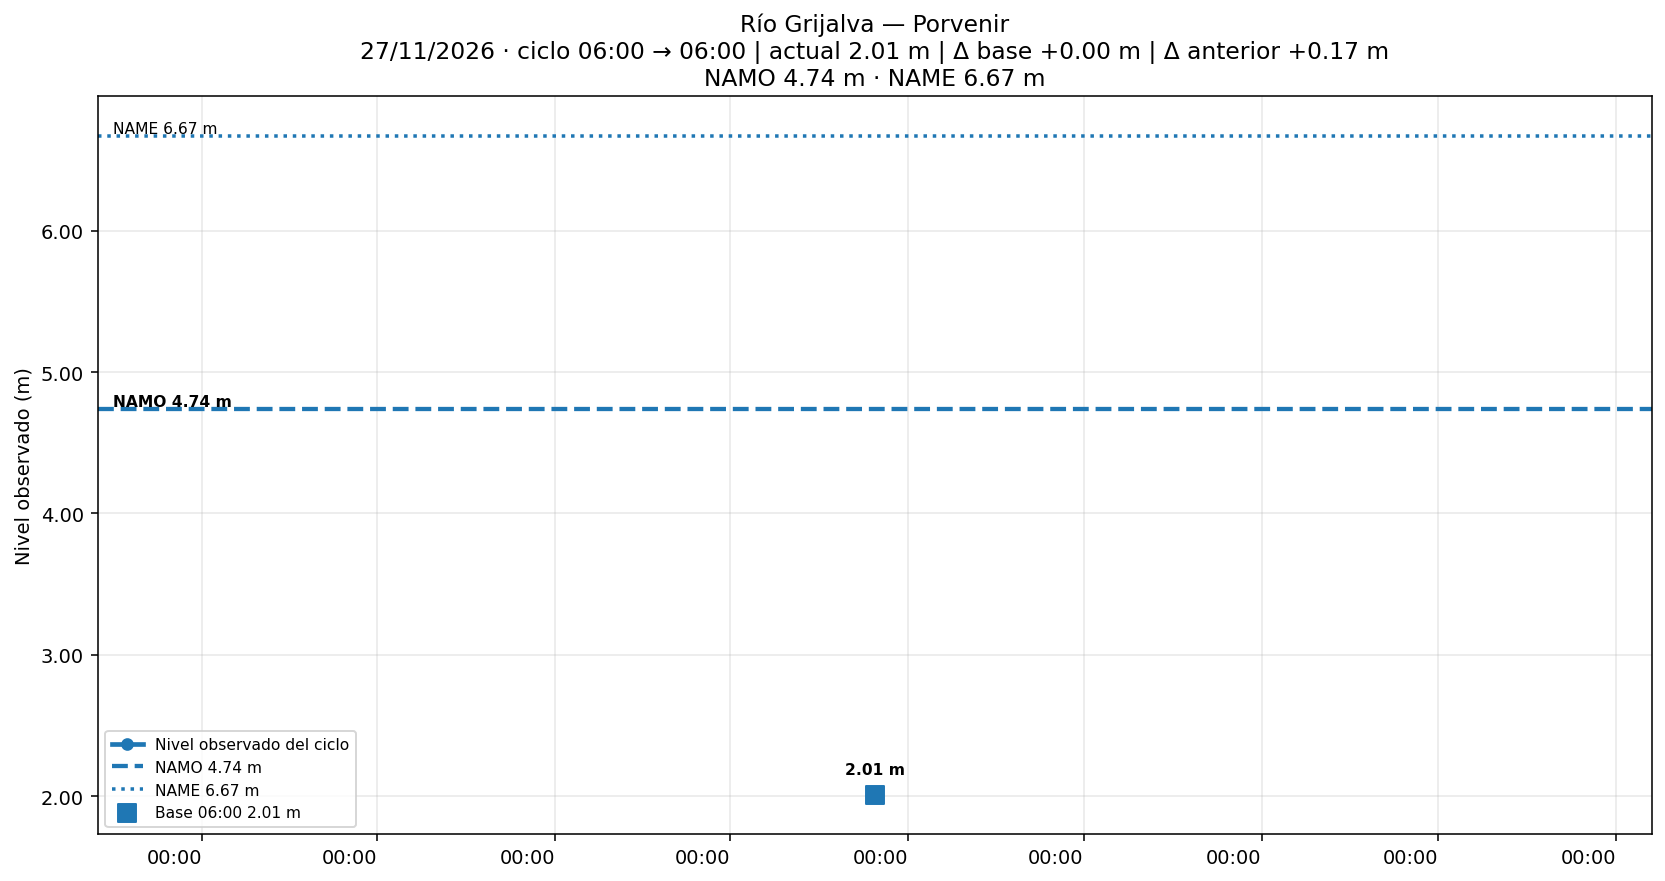 Río Grijalva — Porvenir
27/11/2026 · ciclo 06:00 → 06:00 | actual 2.01 m | Δ base +0.00 m | Δ anterior +0.17 m
NAMO 4.74 m · NAME 6.67 m
NAME 6.67 m
6.00
5.00
NAMO 4.74 m
Nivel observado (m)
4.00
3.00
2.01 m
2.00
Nivel observado del ciclo
NAMO 4.74 m
NAME 6.67 m
Base 06:00 2.01 m
00:00 00:00 00:00 00:00 00:00 00:00 00:00 00:00 00:00